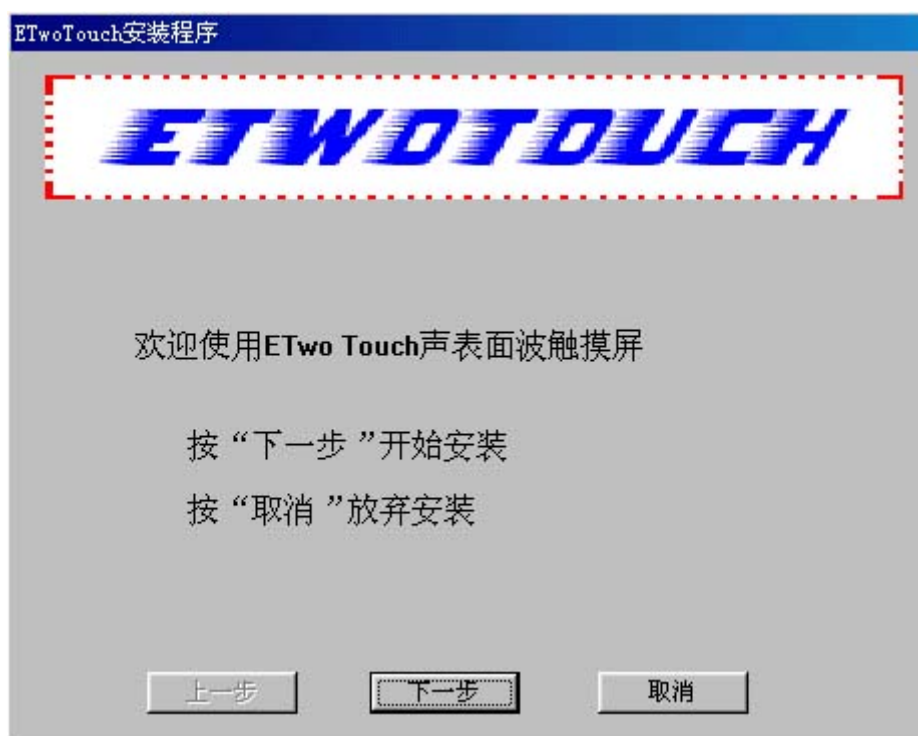 ETwoTouch安装程序
ETWOTOUCH
欢迎使用ETwo Touch声表面波触摸屏
按“下一步 ”开始安装
按“取消 ”放弃安装
上一步 下一步 取消